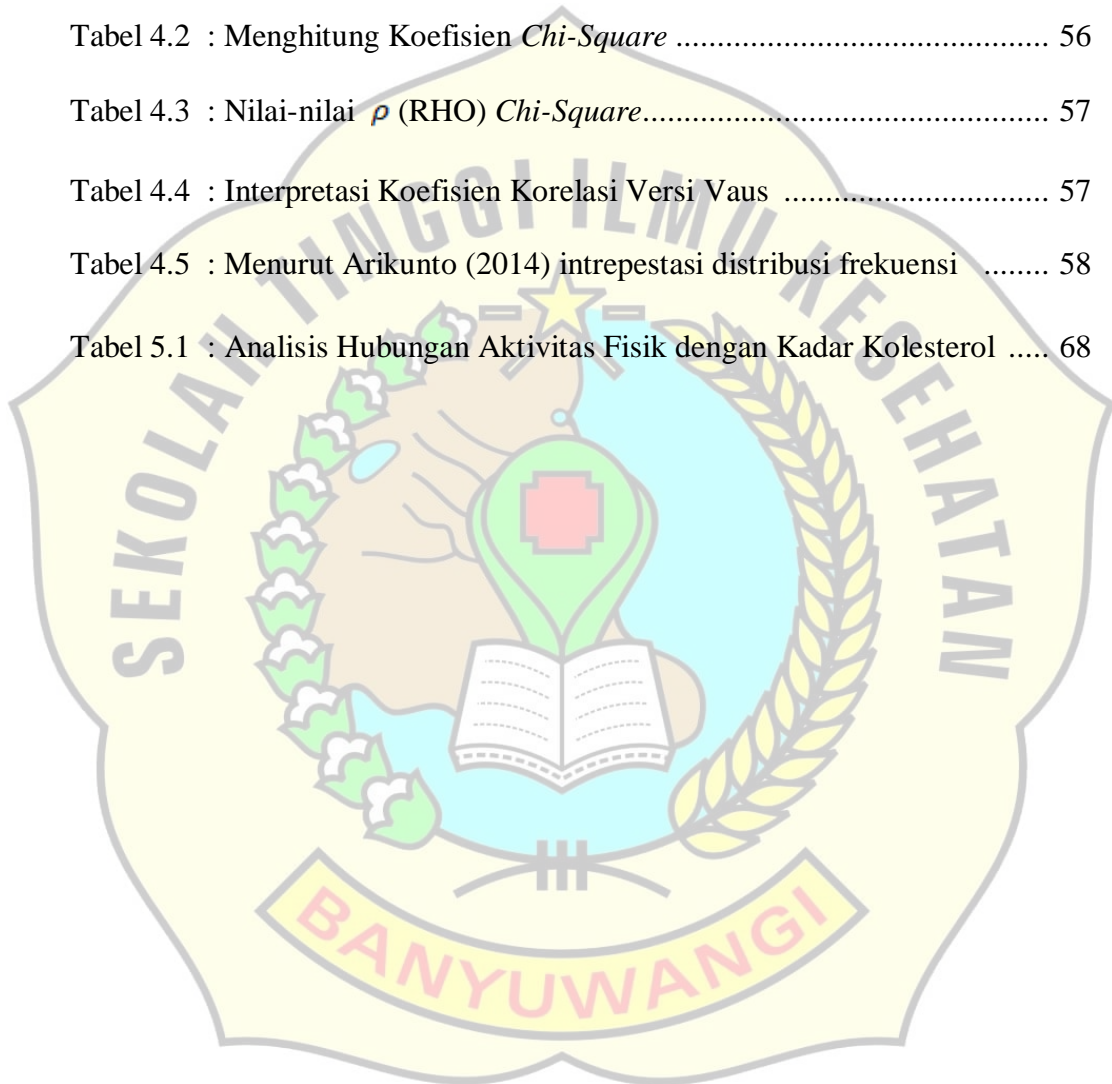 Tabel 4.2 : Menghitung Koefisien Chi-Square ............................................. 56
Tabel 4.3 : Nilai-nilai ρ (RHO) Chi-Square................................................. 57
Tabel 4.4 : Interpretasi Koefisien Korelasi Versi Vaus ................................ 57
Tabel 4.5 : Menurut Arikunto (2014) intrepestasi distribusi frekuensi ........ 58
Tabel 5.1 : Analisis Hubungan Aktivitas Fisik dengan Kadar Kolesterol ..... 68
SEKOLAH TINGGI ILMU KESEHATAN
BANYUWANGI